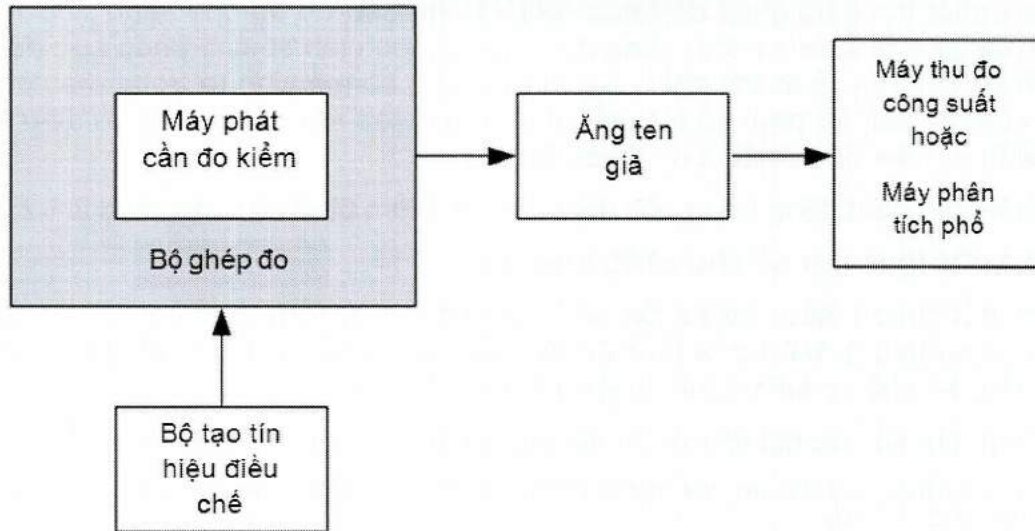 Máy phát
cần đo kiểm
Bộ ghép đo
Ăng ten
giả
Máy thu đo
công suất
hoặc
Máy phân
tích phổ
Bộ tạo tín
hiệu điều
chế